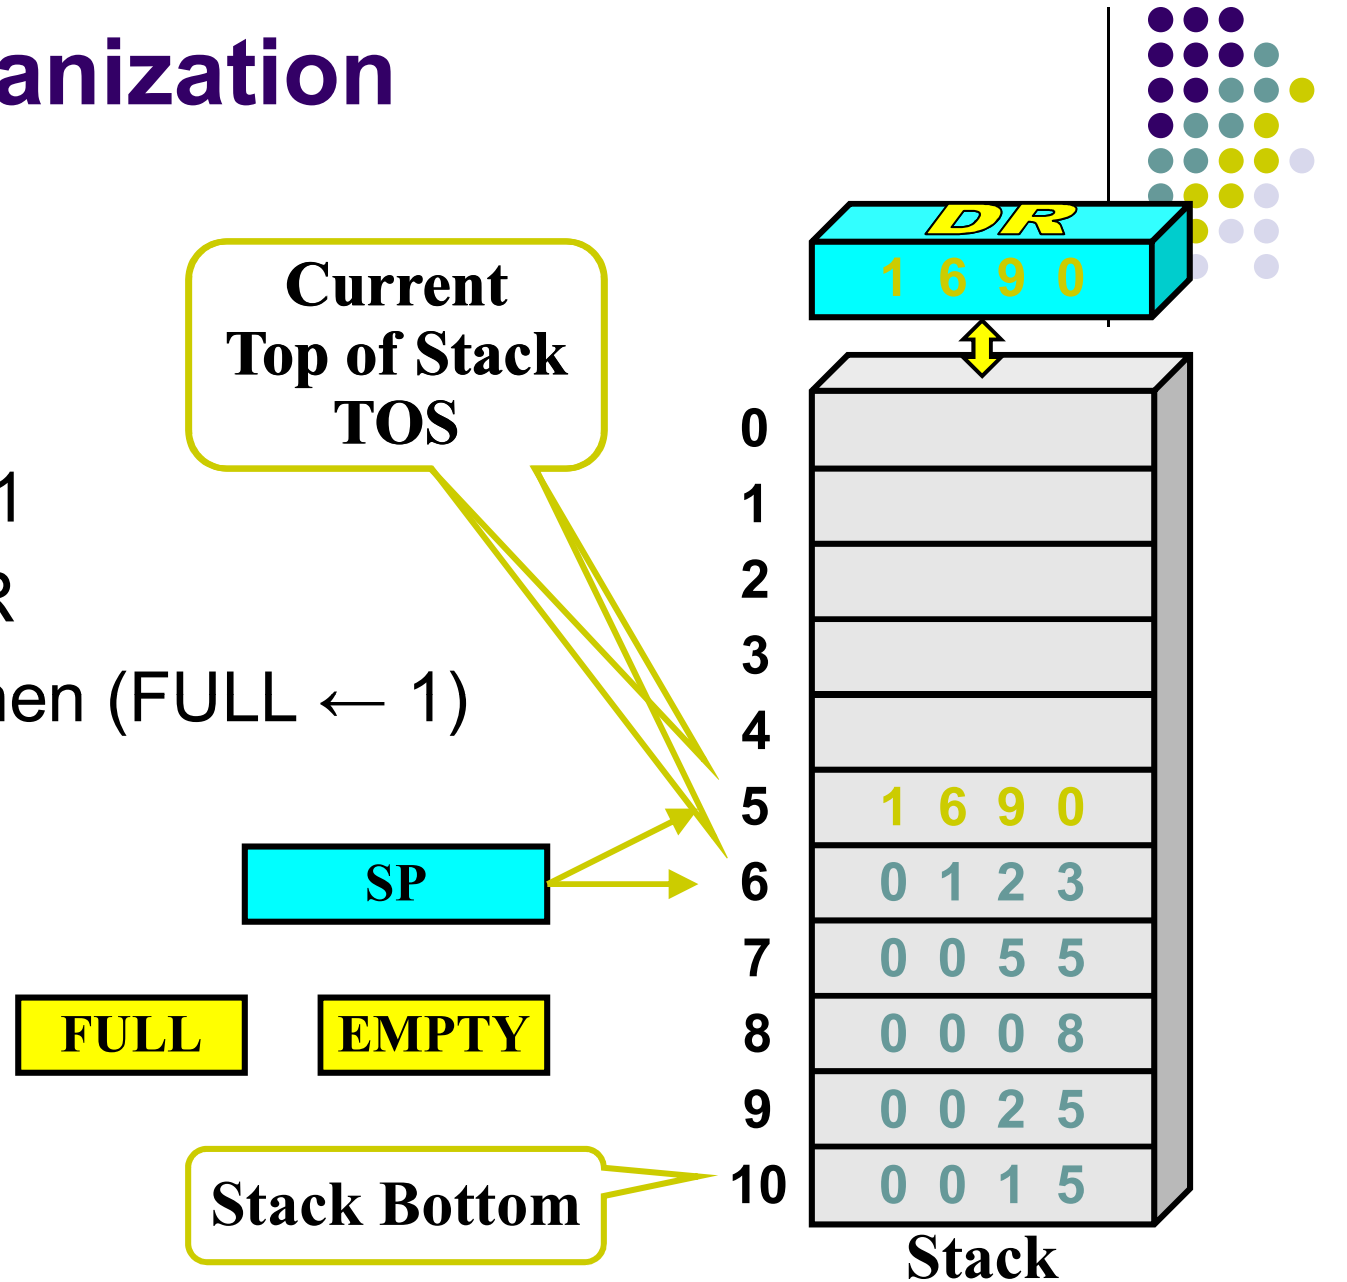 anization
DR
1 6 9 0
Current
Top of Stack
TOS
1
R
nen (FULL ← 1)
SP
FULL
EMPTY
Stack Bottom
0
1
2
3
4
5 1 6 9 0
6 0 1 2 3
7 0 0 5 5
8 0 0 0 8
9 0 0 2 5
10 0 0 1 5
Stack